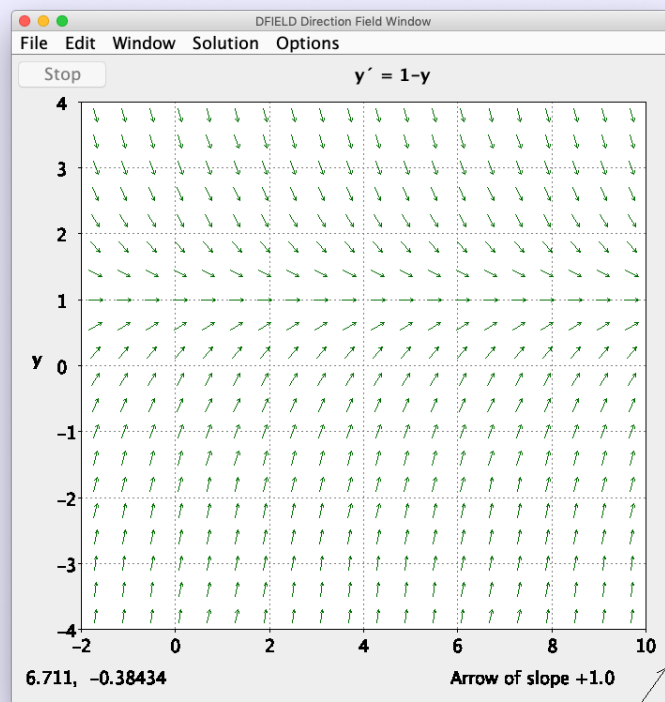 DFIELD Direction Field Window
File Edit Window Solution Options
Stop
y´ = 1−y
4
3
2
1
y
0
−1
−2
−3
−4
−2 0 2 4 6 8 10
6.711, −0.38434
Arrow of slope +1.0